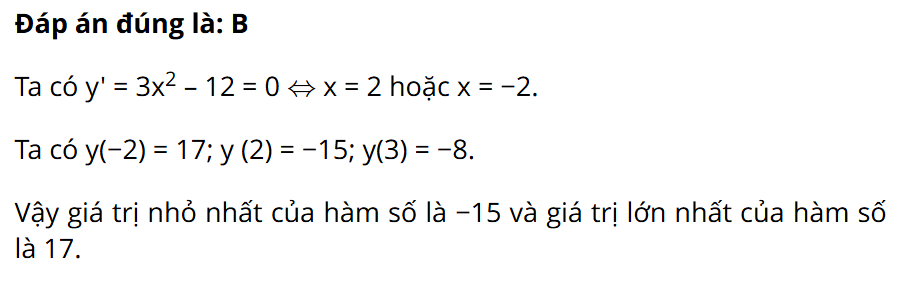 Đáp án đúng là: B
Ta có y' = 3x² – 12 = 0 ⇔ x = 2 hoặc x = −2.
Ta có y(−2) = 17; y (2) = −15; y(3) = −8.
Vậy giá trị nhỏ nhất của hàm số là −15 và giá trị lớn nhất của hàm số
là 17.